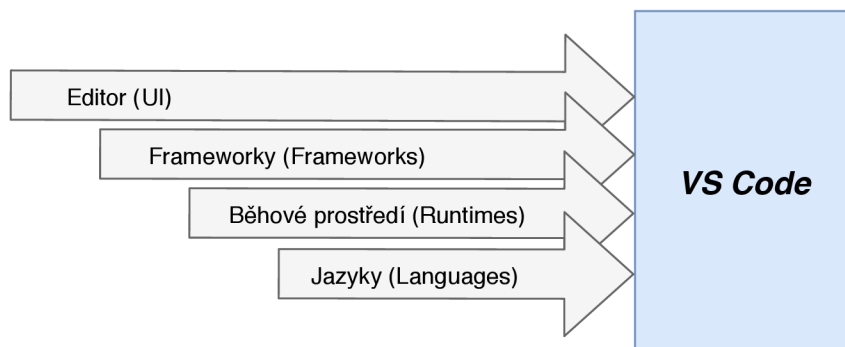 Editor (UI)
Frameworky (Frameworks)
Běhové prostředí (Runtimes)
Jazyky (Languages)
VS Code